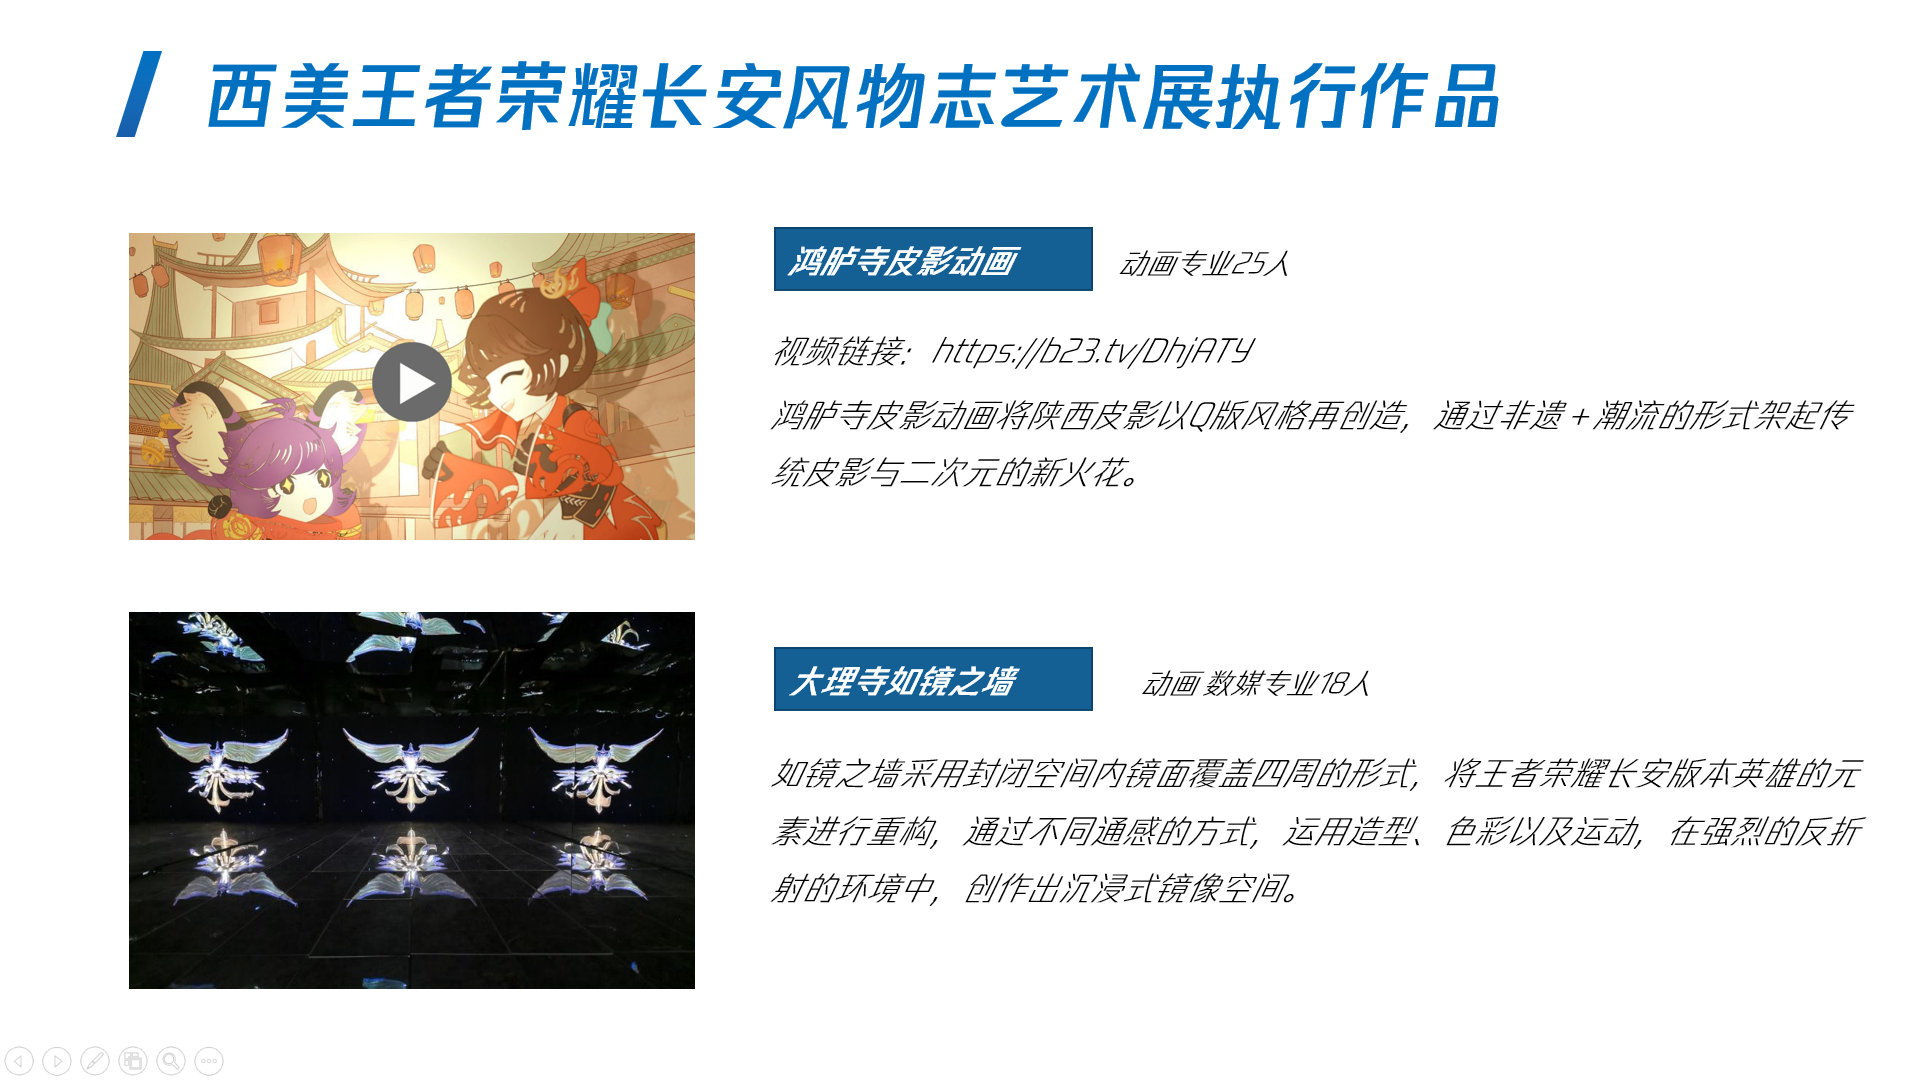 西美王者荣耀长安风物志艺术展执行作品
鸿胪寺皮影动画
动画专业25人
视频链接：https://b23.tv/DhjATY
鸿胪寺皮影动画将陕西皮影以Q版风格再创造，通过非遗+潮流的形式架起传
统皮影与二次元的新火花。
大理寺如镜之墙
动画 数媒专业18人
如镜之墙采用封闭空间内镜面覆盖四周的形式，将王者荣耀长安版本英雄的元
素进行重构，通过不同通感的方式，运用造型、色彩以及运动，在强烈的反折
射的环境中，创作出沉浸式镜像空间。